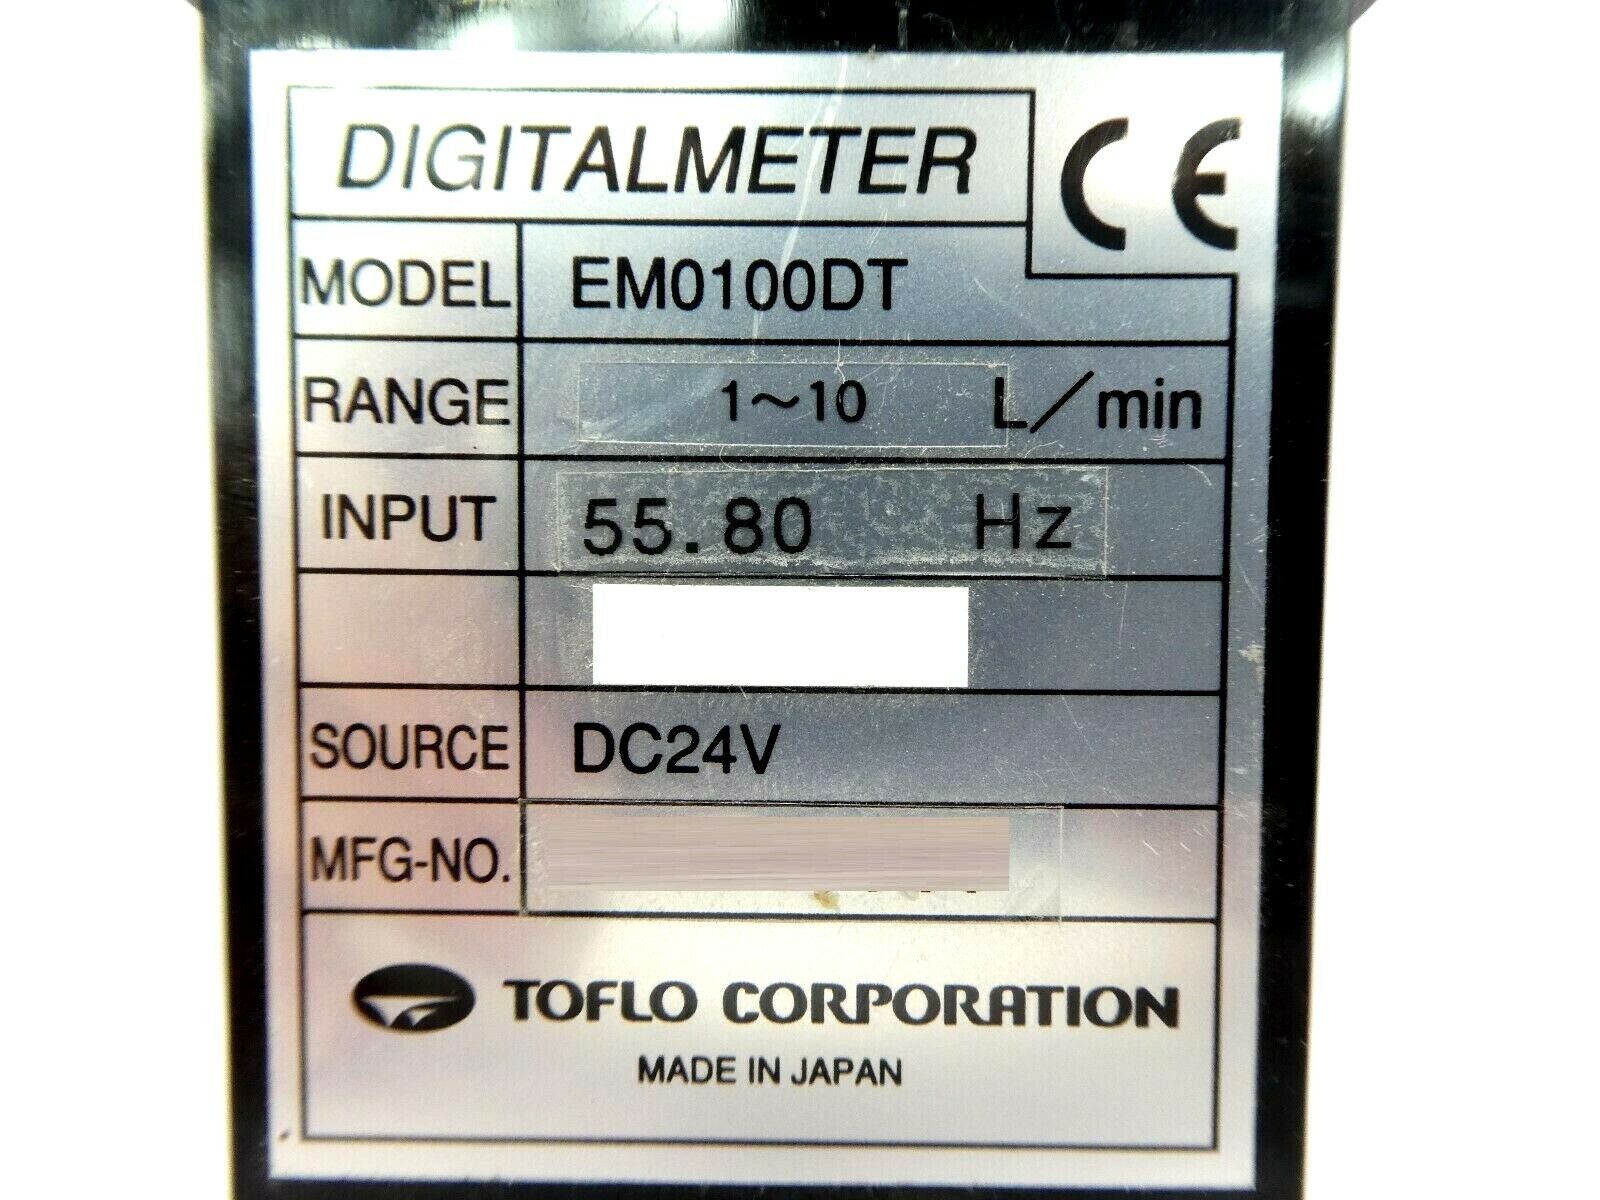 DIGITALMETER CE
MODEL EM0100DT
RANGE 1~10 L/min
INPUT 55.80 Hz
SOURCE DC24V
MFG-NO.
TOFLO CORPORATION
MADE IN JAPAN